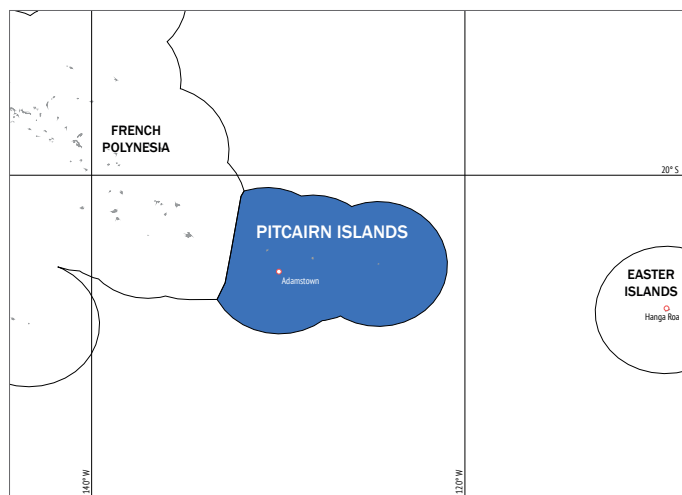 FRENCH
POLYNESIA
20° S
PITCAIRN ISLANDS
Adamstown
EASTER
ISLANDS
Hanga Roa
140° W
120° W